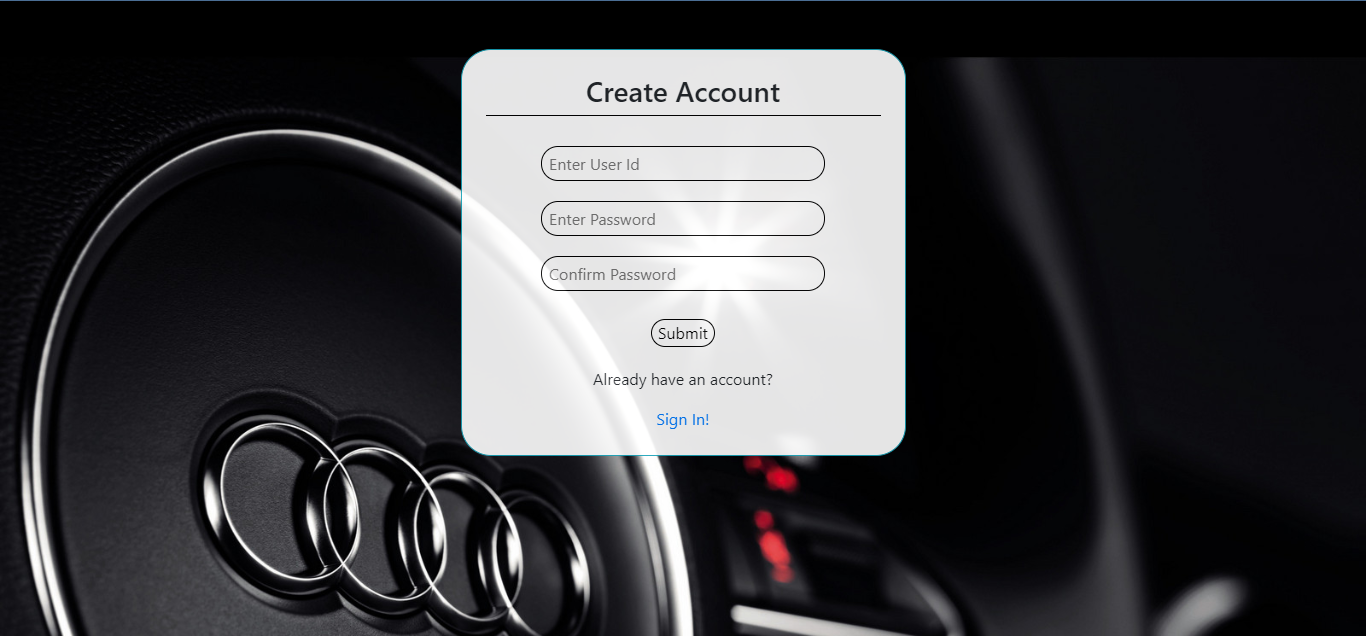 Create Account
Enter User Id
Enter Password
Confirm Password
Submit
Already have an account?
Sign In!